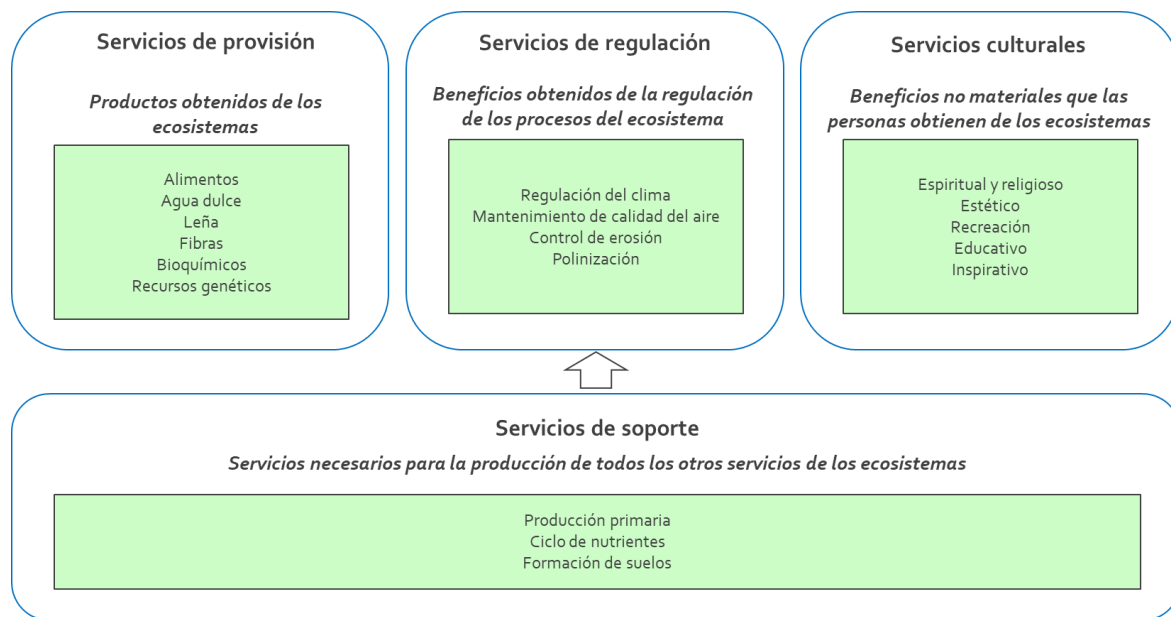 Servicios de provisión
Productos obtenidos de los
ecosistemas
Alimentos
Agua dulce
Leña
Fibras
Bioquímicos
Recursos genéticos
Servicios de regulación
Beneficios obtenidos de la regulación
de los procesos del ecosistema
Regulación del clima
Mantenimiento de calidad del aire
Control de erosión
Polinización
Servicios culturales
Beneficios no materiales que las
personas obtienen de los ecosistemas
Espiritual y religioso
Estético
Recreación
Educativo
Inspirativo
Servicios de soporte
Servicios necesarios para la producción de todos los otros servicios de los ecosistemas
Producción primaria
Ciclo de nutrientes
Formación de suelos